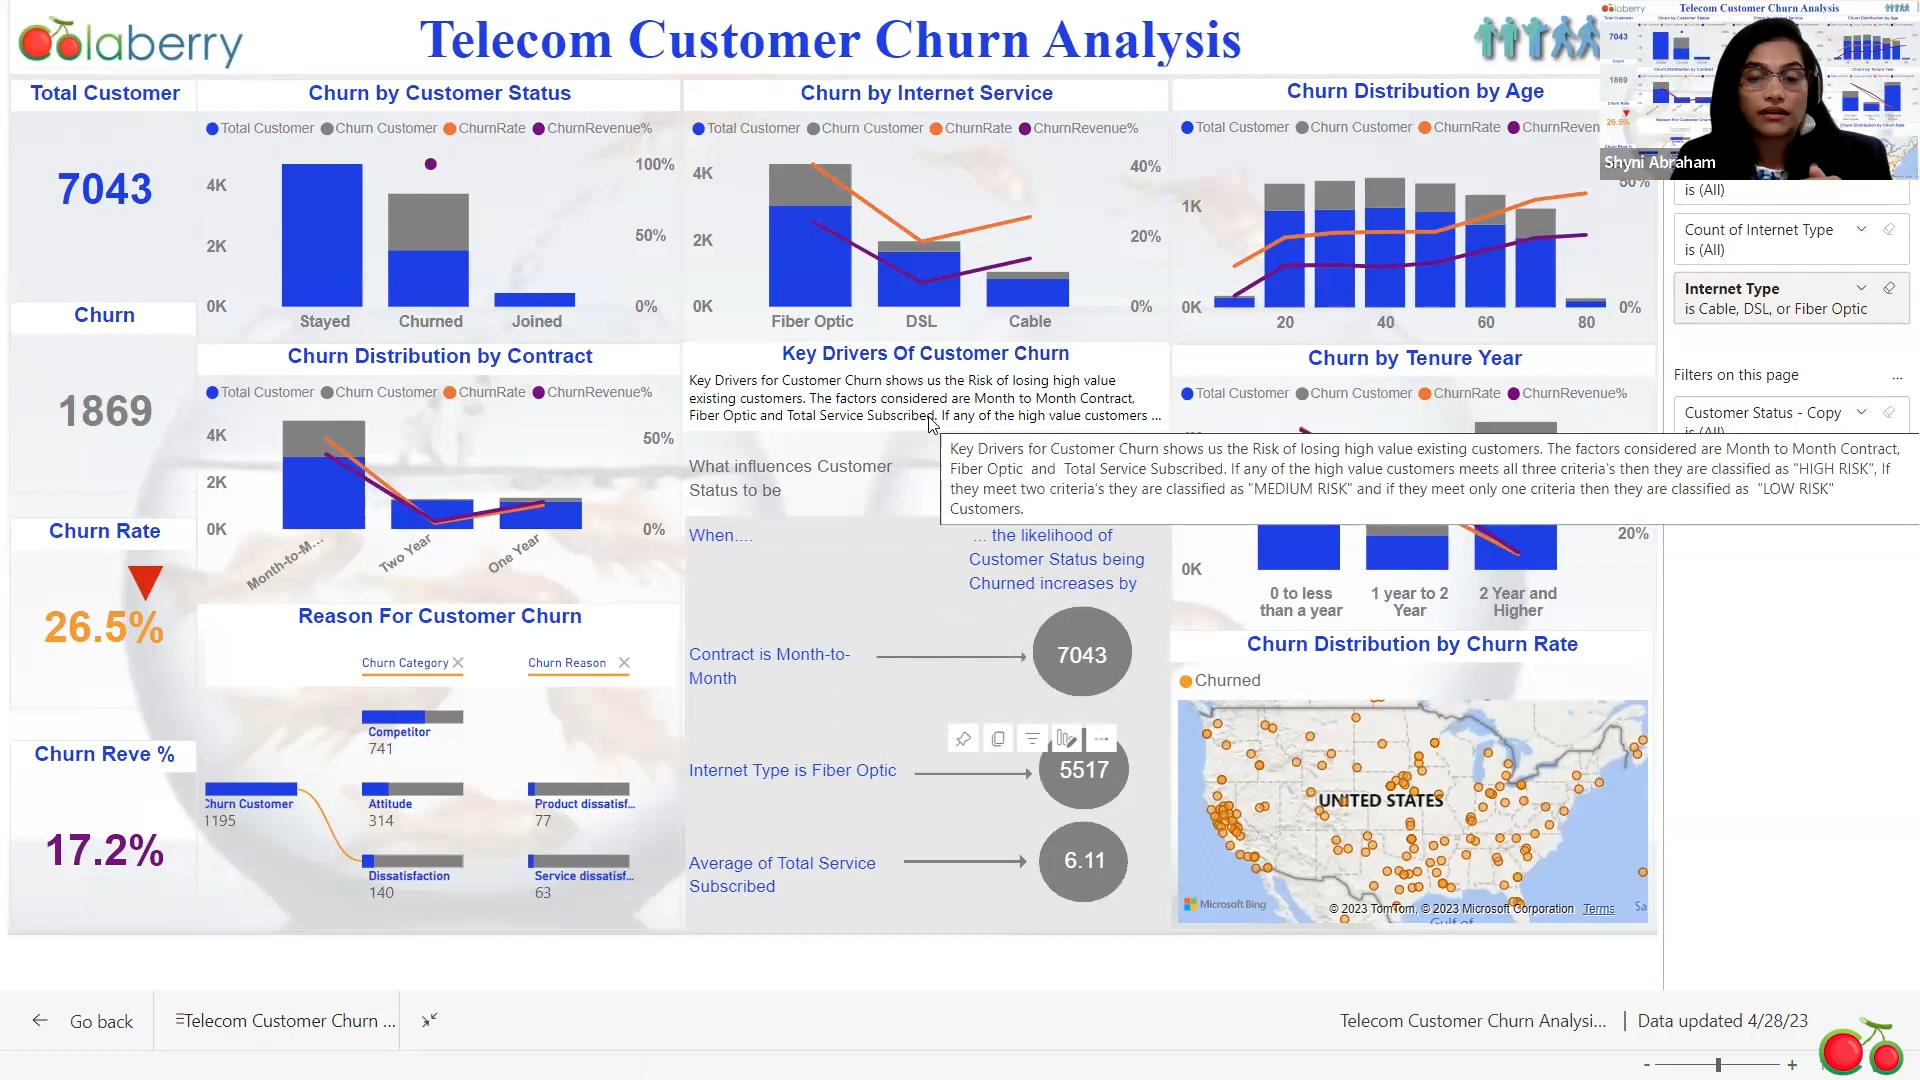 olaberry
Telecom Customer Churn Analysis
Telecom Customer Churn Analysis
Shyni Abraham
Total Customer
7043
Churn
1869
Churn Rate
26.5%
Churn Reve %
17.2%
Churn by Customer Status
Total Customer Churn Customer ChurnRate ChurnRevenue%
4K
2K
0K
100%
50%
0%
Stayed Churned Joined
Churn by Internet Service
Total Customer Churn Customer ChurnRate ChurnRevenue%
4K
2K
0K
40%
20%
0%
Fiber Optic DSL Cable
Churn Distribution by Age
Total Customer Churn Customer ChurnRate ChurnReven
1K
0K
50%
0%
20 40 60 80
is (All)
Count of Internet Type
is (All)
Internet Type
is Cable, DSL, or Fiber Optic
Filters on this page
...
Customer Status - Copy
is (All)
Churn Distribution by Contract
Total Customer Churn Customer ChurnRate ChurnRevenue%
4K
2K
0K
50%
0%
Month-to-M... Two Year One Year
Key Drivers Of Customer Churn
Key Drivers for Customer Churn shows us the Risk of losing high value
existing customers. The factors considered are Month to Month Contract,
Fiber Optic and Total Service Subscribed. If any of the high value customers ...
Key Drivers for Customer Churn shows us the Risk of losing high value existing customers. The factors considered are Month to Month Contract,
Fiber Optic and Total Service Subscribed. If any of the high value customers meets all three criteria's then they are classified as "HIGH RISK", If
they meet two criteria's they are classified as "MEDIUM RISK" and if they meet only one criteria then they are classified as "LOW RISK"
Customers.
What influences Customer
Status to be
When....
... the likelihood of
Customer Status being
Churned increases by
Contract is Month-to-
Month
7043
Internet Type is Fiber Optic
5517
Average of Total Service
Subscribed
6.11
Churn by Tenure Year
Total Customer Churn Customer ChurnRate ChurnRevenue%
0K
20%
0 to less
than a year
1 year to 2
Year
2 Year and
Higher
Reason For Customer Churn
Churn Category
Churn Reason
Competitor
741
Churn Customer
1195
Attitude
314
Product dissatisf...
77
Dissatisfaction
140
Service dissatisf...
63
Churn Distribution by Churn Rate
Churned
UNITED STATES
Microsoft Bing
© 2023 TomTom, © 2023 Microsoft Corporation Terms
Sa
Gulf of
Go back
Telecom Customer Churn ...
Telecom Customer Churn Analysi... | Data updated 4/28/23
- +